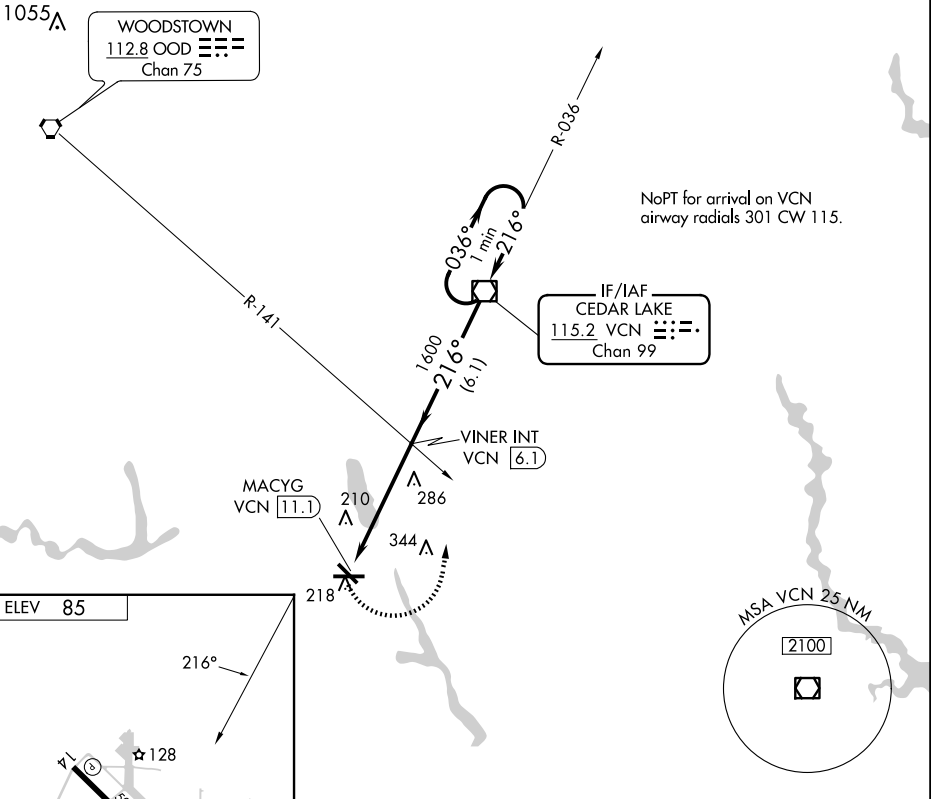 1055
WOODSTOWN
112.8 OOD
Chan 75
R-036
NoPT for arrival on VCN
airway radials 301 CW 115.
036°
1 min
216°
IF/IAF
CEDAR LAKE
115.2 VCN
Chan 99
R-141
1600
216°
(6.1)
VINER INT
VCN 6.1
MACYG
VCN 11.1
210
286
344
218
ELEV 85
216°
14
P
128
MSA VCN 25 NM
2100